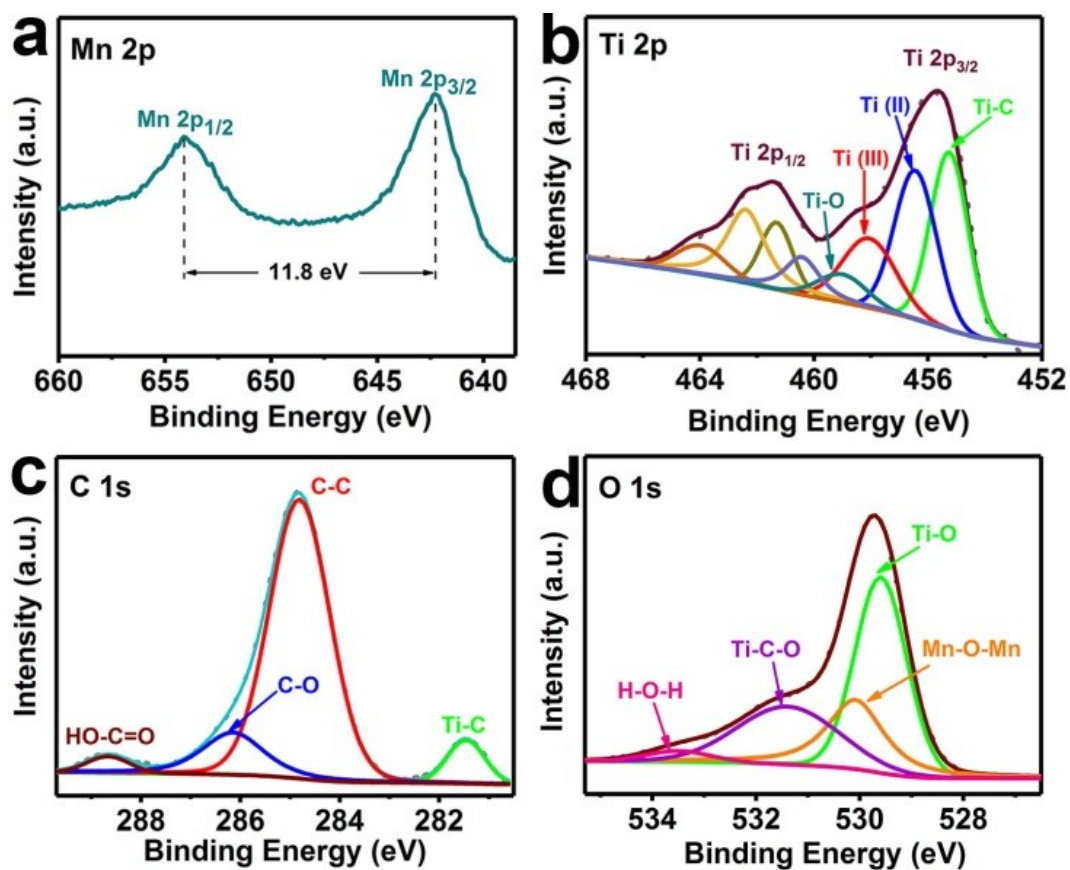 a
Mn 2p
Mn 2p1/2
Mn 2p3/2
11.8 eV
Intensity (a.u.)
660 655 650 645 640
Binding Energy (eV)
b
Ti 2p
Ti 2p3/2
Ti (II)
Ti-C
Ti 2p1/2
Ti (III)
Ti-O
Intensity (a.u.)
468 464 460 456 452
Binding Energy (eV)
c
C 1s
C-C
C-O
HO-C=O
Ti-C
Intensity (a.u.)
288 286 284 282
Binding Energy (eV)
d
O 1s
Ti-O
Ti-C-O
Mn-O-Mn
H-O-H
Intensity (a.u.)
534 532 530 528
Binding Energy (eV)